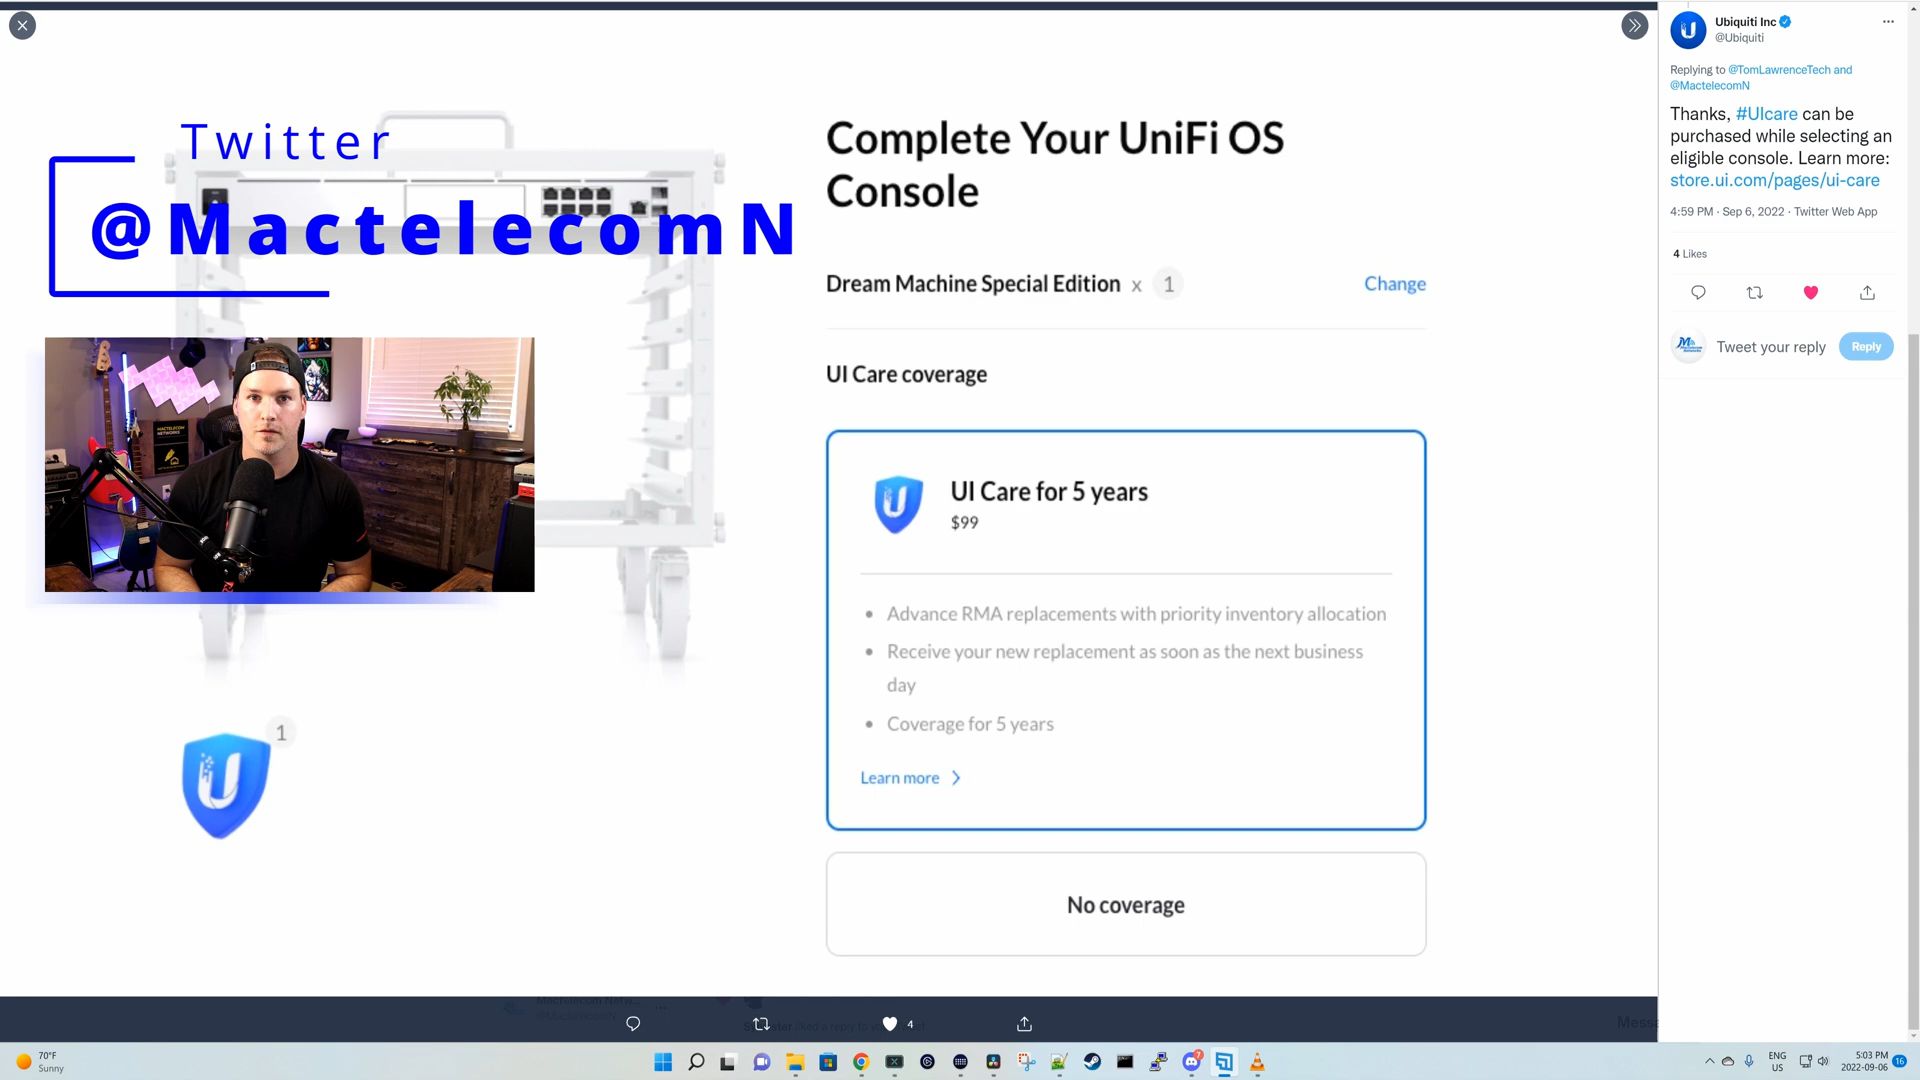 Twitter
@MactelecomN
Complete Your UniFi OS
Console
Dream Machine Special Edition x 1
Change
UI Care coverage
UI Care for 5 years
$99
• Advance RMA replacements with priority inventory allocation
• Receive your new replacement as soon as the next business
day
• Coverage for 5 years
Learn more
No coverage
1
4
Ubiquiti Inc
@Ubiquiti
Replying to @TomLawrenceTech and
@MactelecomN
Thanks, #UIcare can be
purchased while selecting an
eligible console. Learn more:
store.ui.com/pages/ui-care
4:59 PM · Sep 6, 2022 · Twitter Web App
4 Likes
Tweet your reply
Reply
70°F
Sunny
7
ENG
US
5:03 PM
2022-09-06
16